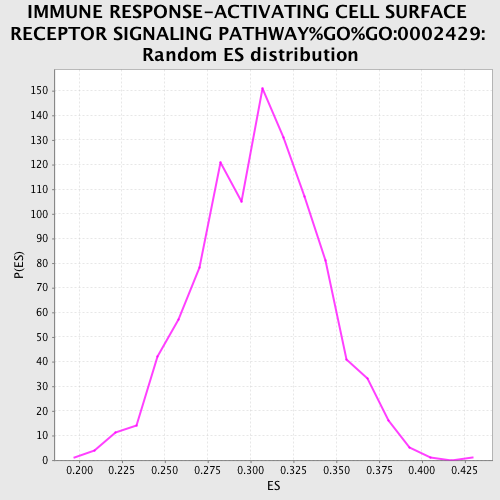 IMMUNE RESPONSE-ACTIVATING CELL SURFACE
RECEPTOR SIGNALING PATHWAY%GO%GO:0002429:
Random ES distribution
150
140
130
120
110
100
90
80
70
60
50
40
30
20
10
0
P(ES)
0.200 0.225 0.250 0.275 0.300 0.325 0.350 0.375 0.400 0.425
ES